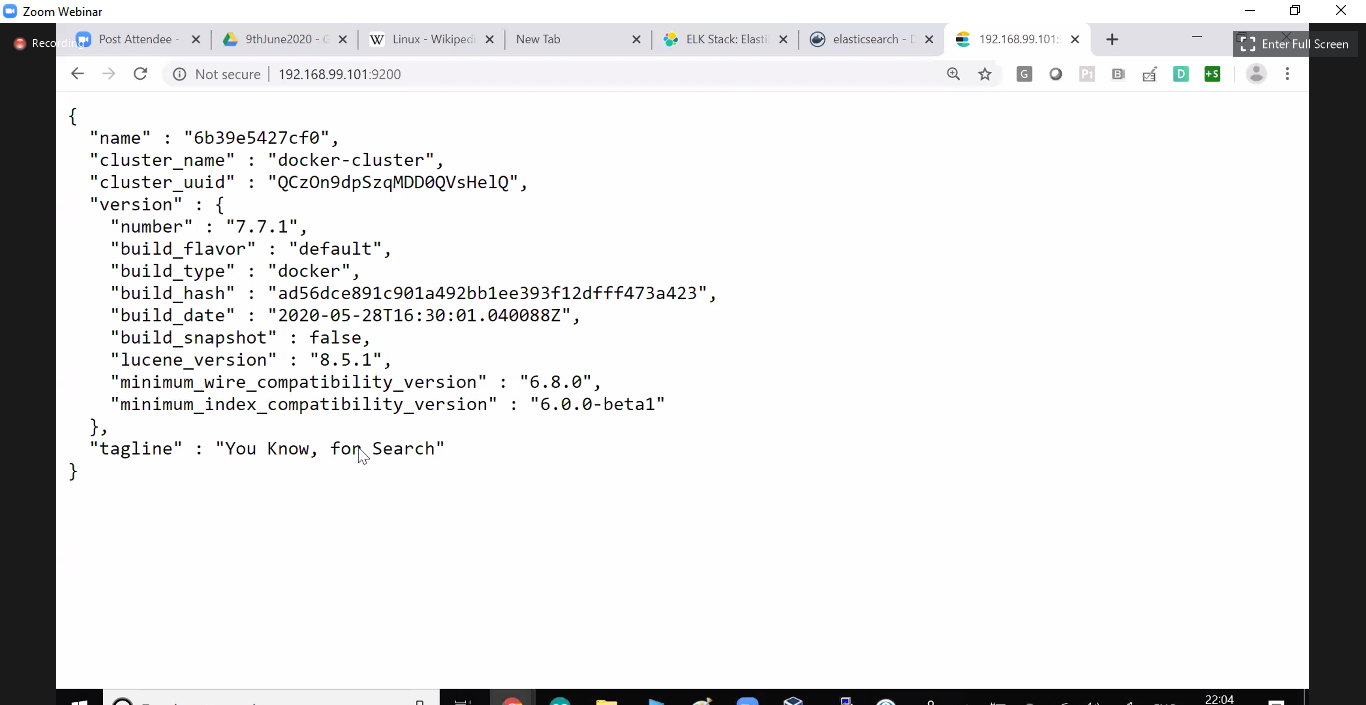 Zoom Webinar
Recording
Post Attendee -
9thJune2020 - G
Linux - Wikiped
New Tab
ELK Stack: Elasti
elasticsearch - D
192.168.99.101:
Enter Full Screen
Not secure | 192.168.99.101:9200
{
"name" : "6b39e5427cf0",
"cluster_name" : "docker-cluster",
"cluster_uuid" : "QCzOn9dpSzqMDD0QVsHelQ",
"version" : {
"number" : "7.7.1",
"build_flavor" : "default",
"build_type" : "docker",
"build_hash" : "ad56dce891c901a492bb1ee393f12dfff473a423",
"build_date" : "2020-05-28T16:30:01.040088Z",
"build_snapshot" : false,
"lucene_version" : "8.5.1",
"minimum_wire_compatibility_version" : "6.8.0",
"minimum_index_compatibility_version" : "6.0.0-beta1"
},
"tagline" : "You Know, for Search"
}
22:04